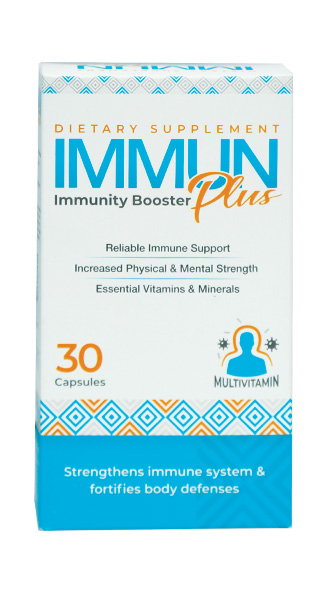 IMMUN
DIETARY SUPPLEMENT
IMMUN
Immunity Booster Plus
Reliable Immune Support
Increased Physical & Mental Strength
Essential Vitamins & Minerals
30
Capsules
MULTIVITAMIN
Strengthens immune system &
fortifies body defenses